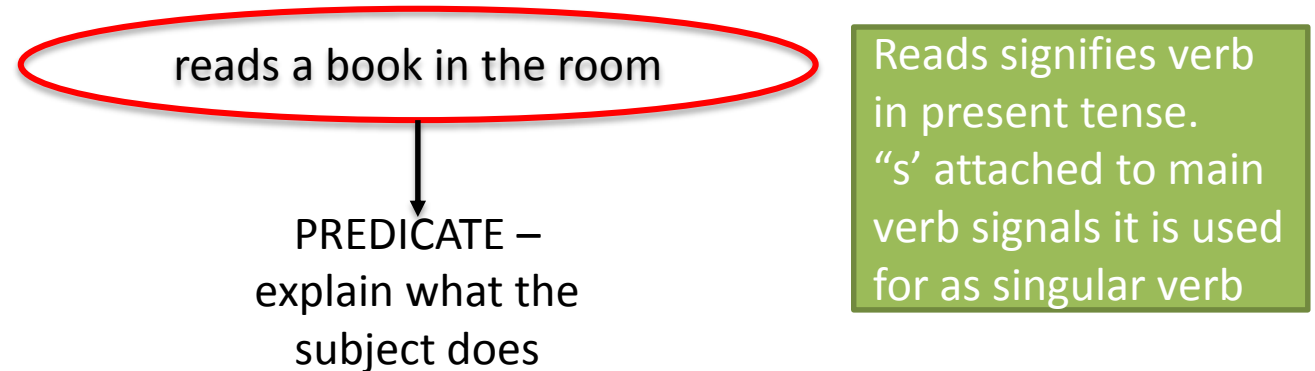 reads a book in the room
PREDICATE –
explain what the
subject does
Reads signifies verb
in present tense.
“s’ attached to main
verb signals it is used
for as singular verb